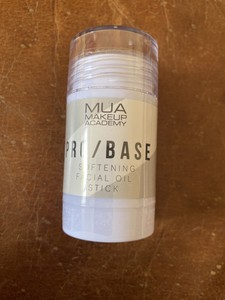 MUA
MAKEUP
ACADEMY
PRO/BASE
SOFTENING
FACIAL OIL
STICK